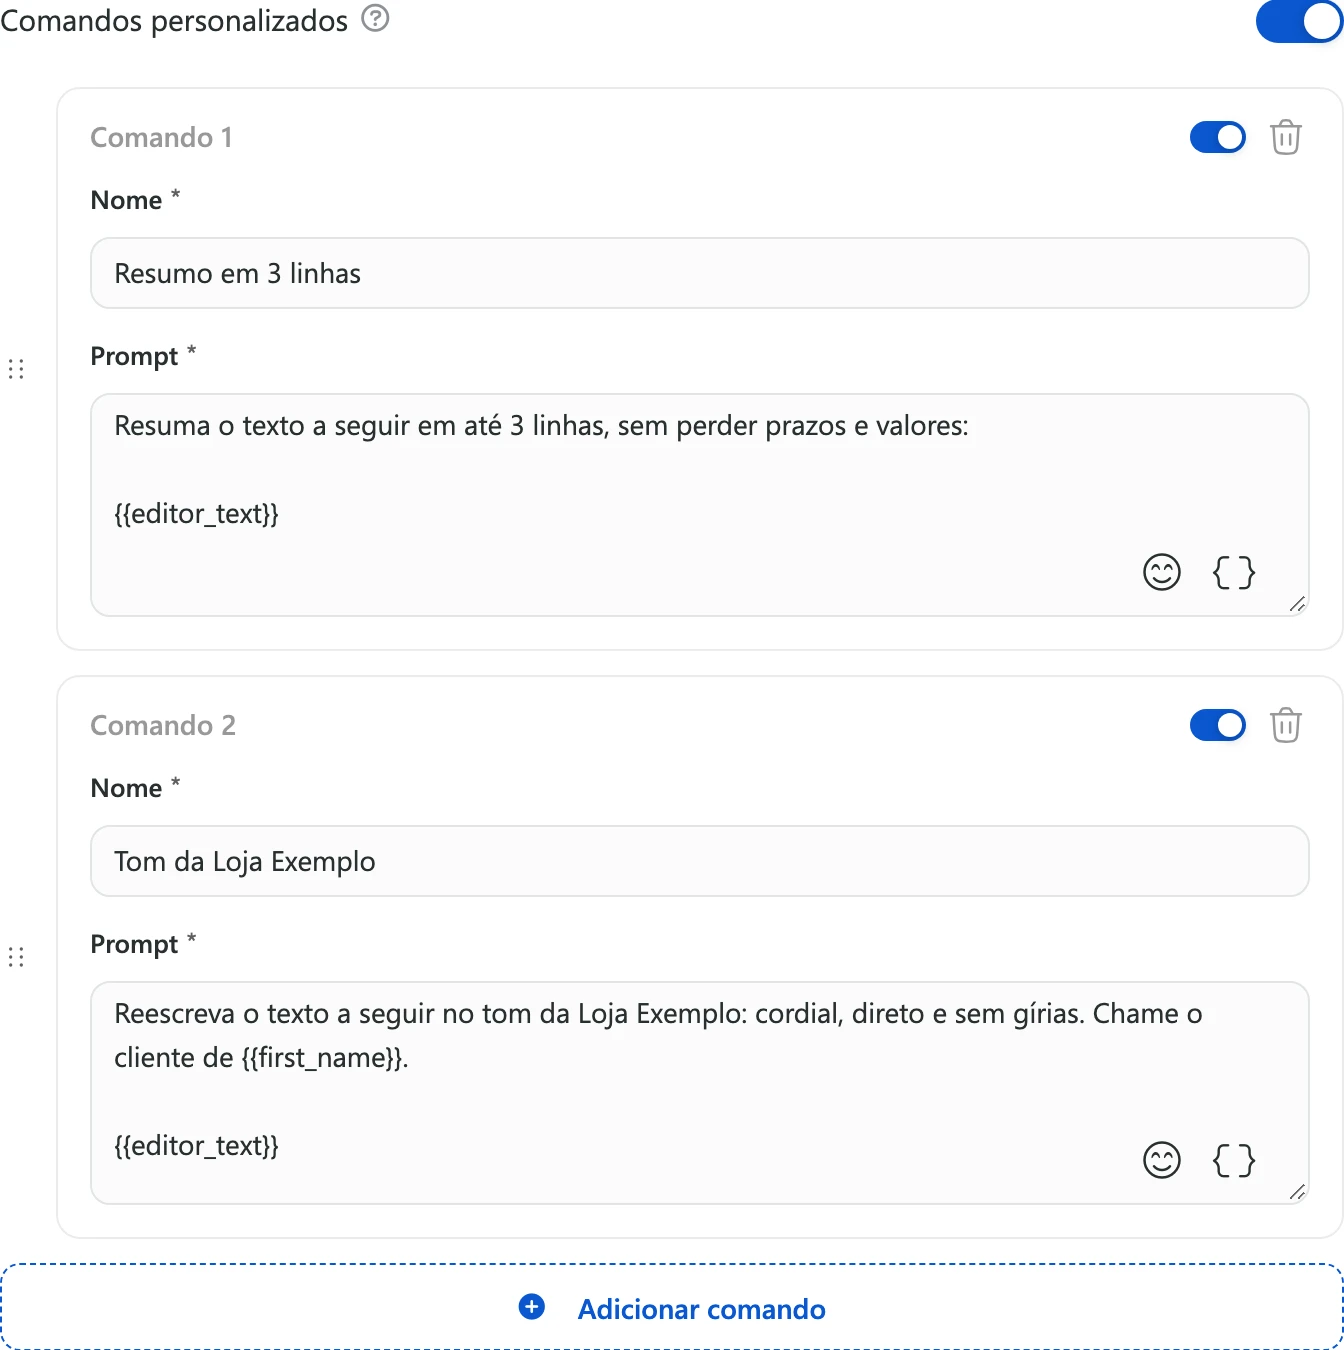 Comandos personalizados
Comando 1
Nome *
Resumo em 3 linhas
Prompt *
Resuma o texto a seguir em até 3 linhas, sem perder prazos e valores:
{{editor_text}}
Comando 2
Nome *
Tom da Loja Exemplo
Prompt *
Reescreva o texto a seguir no tom da Loja Exemplo: cordial, direto e sem gírias. Chame o
cliente de {{first_name}}.
{{editor_text}}
Adicionar comando